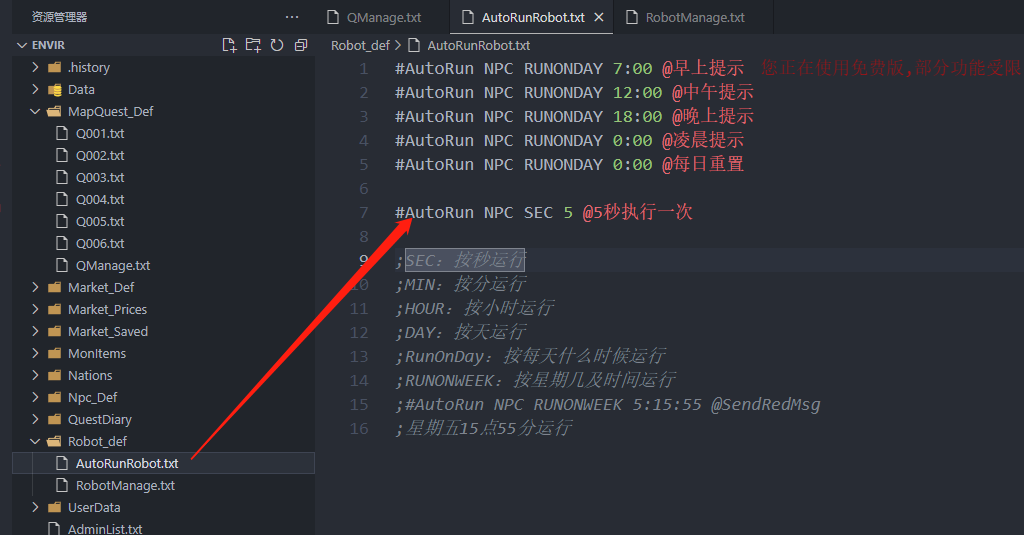 资源管理器
...
QManage.txt
AutoRunRobot.txt
RobotManage.txt
ENVIR
.history
Data
MapQuest_Def
Q001.txt
Q002.txt
Q003.txt
Q004.txt
Q005.txt
Q006.txt
QManage.txt
Market_Def
Market_Prices
Market_Saved
MonItems
Nations
Npc_Def
QuestDiary
Robot_def
AutoRunRobot.txt
RobotManage.txt
UserData
AdminList.txt
Robot_def > AutoRunRobot.txt
1 #AutoRun NPC RUNONDAY 7:00 @早上提示 您正在使用免费版,部分功能受限
2 #AutoRun NPC RUNONDAY 12:00 @中午提示
3 #AutoRun NPC RUNONDAY 18:00 @晚上提示
4 #AutoRun NPC RUNONDAY 0:00 @凌晨提示
5 #AutoRun NPC RUNONDAY 0:00 @每日重置
6
7 #AutoRun NPC SEC 5 @5秒执行一次
8
9 ;SEC: 按秒运行
10 ;MIN: 按分运行
11 ;HOUR: 按小时运行
12 ;DAY: 按天运行
13 ;RunOnDay: 按每天什么时候运行
14 ;RUNONWEEK: 按星期几及时间运行
15 ;#AutoRun NPC RUNONWEEK 5:15:55 @SendRedMsg
16 ;星期五15点55分运行